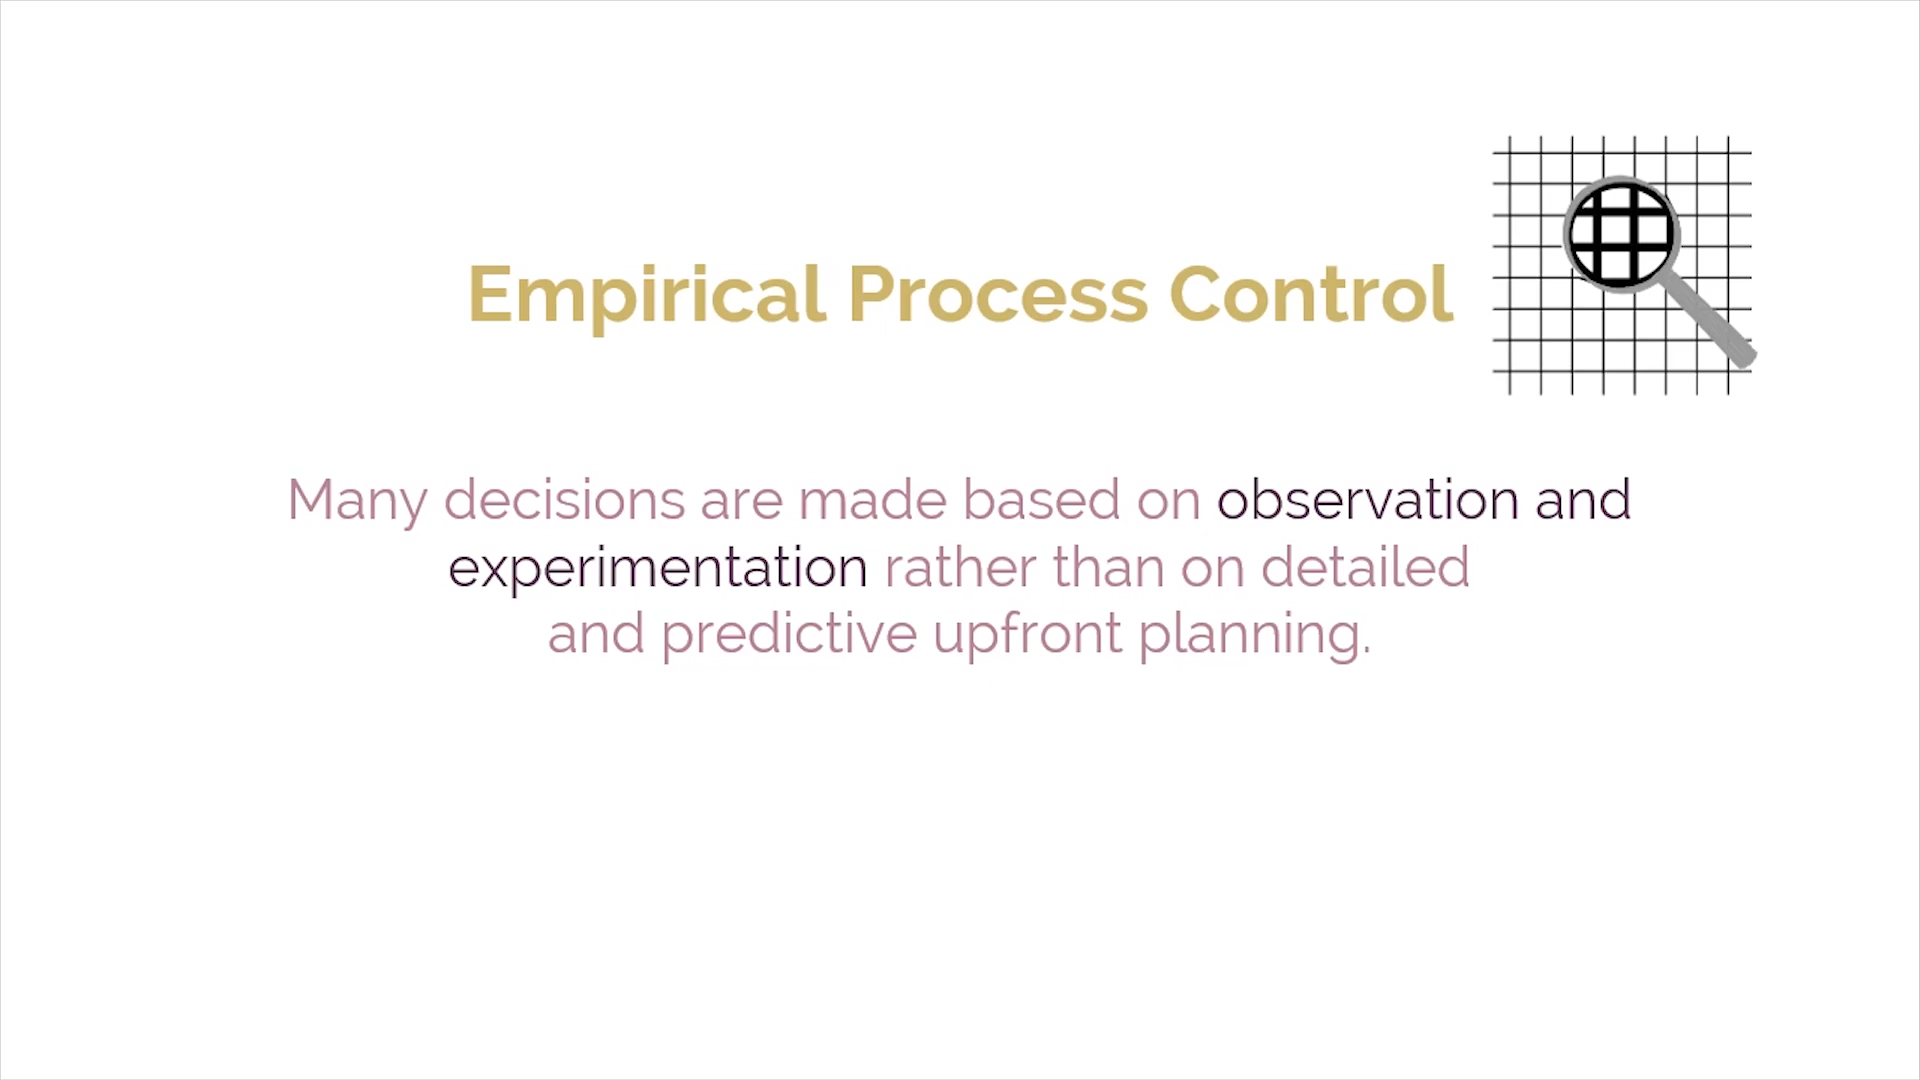 Empirical Process Control
Many decisions are made based on observation and
experimentation rather than on detailed
and predictive upfront planning.